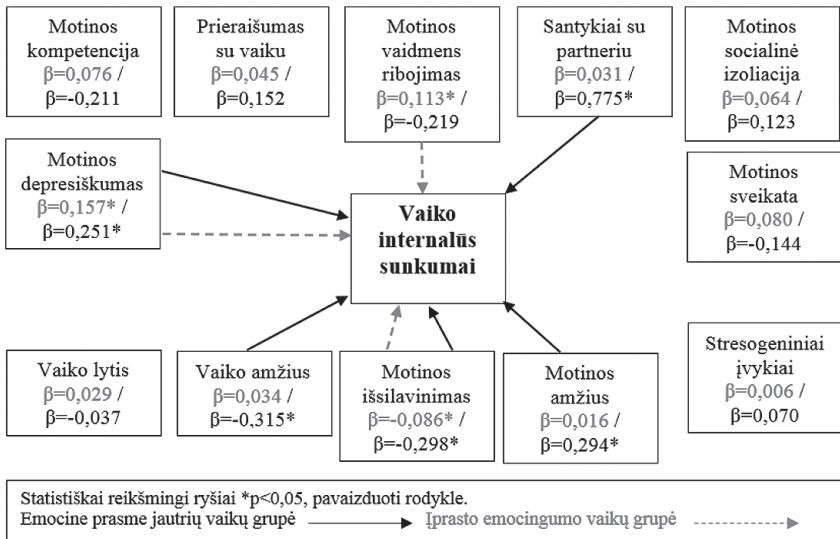 Motinos
kompetencija
β=0,076 /
β=-0,211
Prieraišumas
su vaiku
β=0,045 /
β=0,152
Motinos
vaidmens
ribojimas
β=0,113* /
β=-0,219
Santykiai su
partneriu
β=0,031 /
β=0,775*
Motinos
socialinė
izoliacija
β=0,064 /
β=0,123
Motinos
depresiškumas
β=0,157* /
β=0,251*
Vaiko
internalūs
sunkumai
Motinos
sveikata
β=0,080 /
β=-0,144
Vaiko lytis
β=0,029 /
β=-0,037
Vaiko amžius
β=0,034 /
β=-0,315*
Motinos
išsilavinimas
β=-0,086* /
β=-0,298*
Motinos
amžius
β=0,016 /
β=0,294*
Stresogeniniai
įvykiai
β=0,006 /
β=0,070
Statistiškai reikšmingi ryšiai *p<0,05, pavaizduoti rodykle.
Emocine prasme jautrių vaikų grupė Įprasto emocingumo vaikų grupė